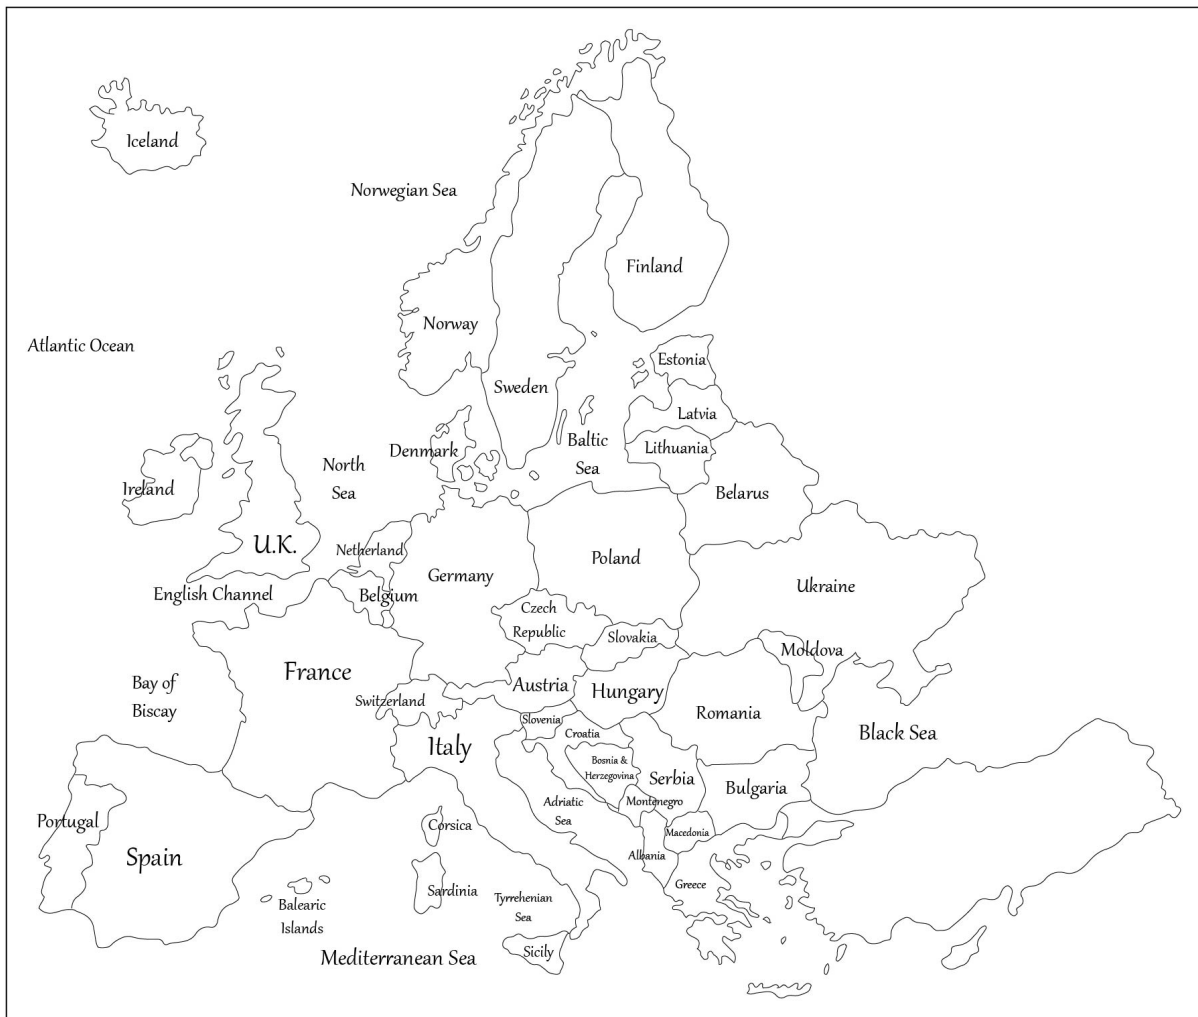 Iceland
Norwegian Sea
Finland
Norway
Atlantic Ocean
Estonia
Sweden
Latvia
Baltic
Sea
Lithuania
Denmark
North
Sea
Ireland
Belarus
U.K.
Netherland
Poland
Germany
Ukraine
English Channel
Belgium
Czech
Republic
Slovakia
Moldova
France
Bay of
Biscay
Austria
Hungary
Switzerland
Romania
Slovenia
Croatia
Black Sea
Italy
Bosnia &
Herzegovina
Serbia
Bulgaria
Montenegro
Adriatic
Sea
Portugal
Corsica
Macedonia
Spain
Albania
Greece
Sardinia
Tyrrehenian
Sea
Balearic
Islands
Sicily
Mediterranean Sea